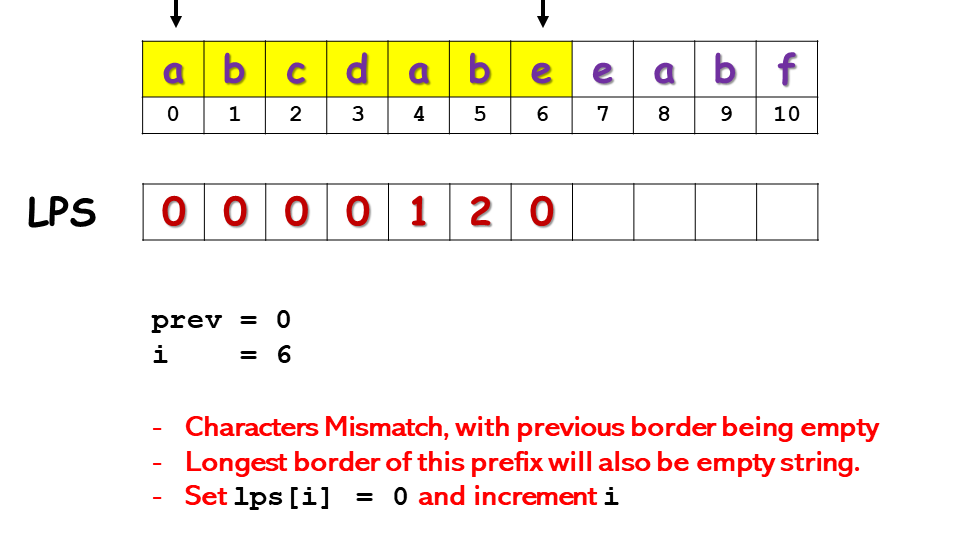 a b c d a b e e a b f
0 1 2 3 4 5 6 7 8 9 10
LPS 0 0 0 0 1 2 0
prev = 0
i = 6
- Characters Mismatch, with previous border being empty
- Longest border of this prefix will also be empty string.
- Set lps[i] = 0 and increment i